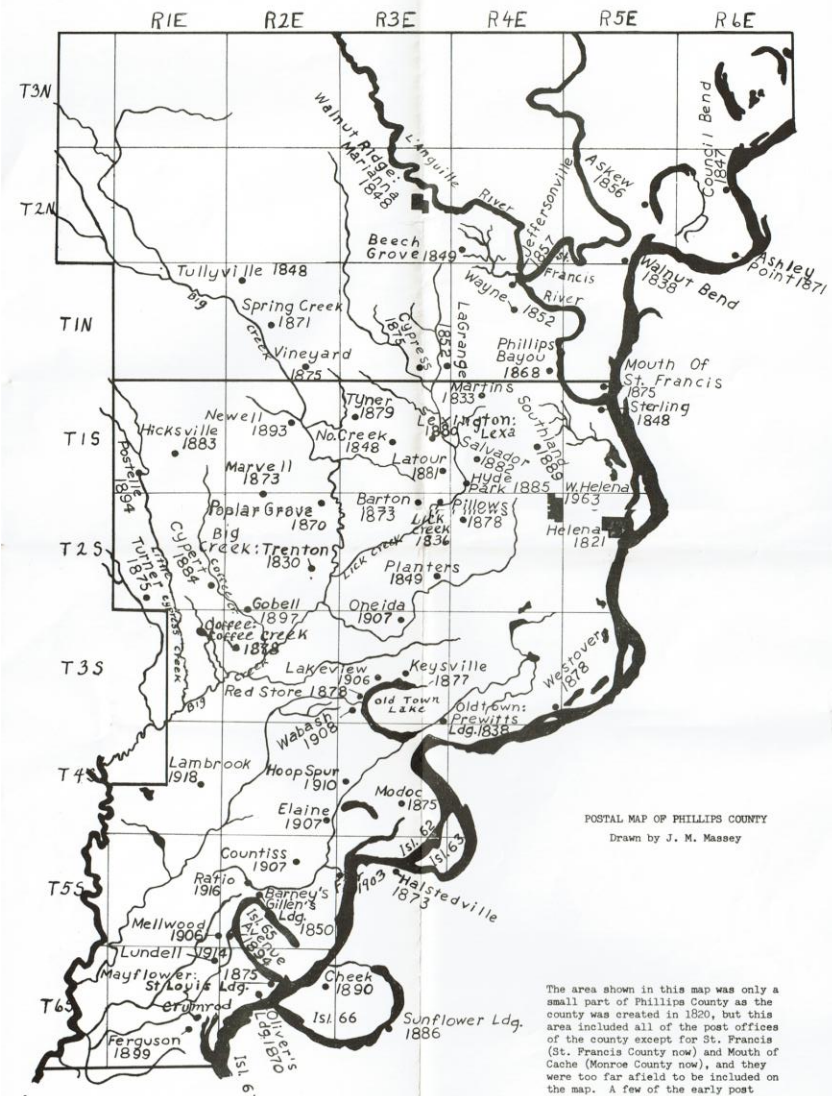 R1E R2E R3E R4E R5E R6E
T3N
T2N
T1N
T1S
T2S
T3S
T4S
T5S
T6S
Walnut Ridge:
Marianna
1848
L'Anguille
River
Jeffersonville
1857
Askew
1856
Council Bend
1847
Beech
Grove 1849
St.
Francis
River
Walnut Bend
1838
Ashley
Point 1871
Tullyville 1848
Big
Creek
Spring Creek
1871
Vineyard
1875
Wayne
1852
Cypress
1875
LaGrange
1852
Phillips
Bayou
1868
Mouth Of
St. Francis
1875
Sterling
1848
Martins
1833
Tyner
1879
Newell
1893
Hicksville
1883
No. Creek
1848
Lexington:
Lexa
1880
Salvador
1882
Southland
1889
Postelle
1894
Marvell
1873
Latour
1881
Hyde
Park 1885
W. Helena
1963
Poplar Grove
1870
Barton
1873
Pillows
1878
Helena
1821
Lick
Creek
1836
Big
Creek: Trenton
1830
Lick Creek
Planters
1849
Turner
1875
Little
Cypress Creek
Cypert
1884
Coffee Cr.
Gobell
1897
Oneida
1907
Coffee:
Coffee Creek
Big
Creek
Lakeview
1906
Keysville
1877
Westover
1878
Red Store 1878
Old Town
Lake
Wabash
1908
Oldtown:
Prewitts
Ldg. 1838
Lambrook
1918
Hoop Spur
1910
Modoc
1875
Elaine
1907
POSTAL MAP OF PHILLIPS COUNTY
Drawn by J. M. Massey
Isl. 62
Isl. 63
Countiss
1907
Ratio
1916
1903
Halstedville
1873
Barney's
Gillen's
Ldg.
1850
Isl. 65
Avenue
1894
Mellwood
1906
Lundell 1914
Mayflower: 1875
St Louis Ldg.
Cheek
1890
Crumrod
Isl. 66
Sunflower Ldg.
1886
Oliver's
Ldg. 1870
Ferguson
1899
The area shown in this map was only a
small part of Phillips County as the
county was created in 1820, but this
area included all of the post offices
of the county except for St. Francis
(St. Francis County now) and Mouth of
Cache (Monroe County now), and they
were too far afield to be included on
the map. A few of the early post